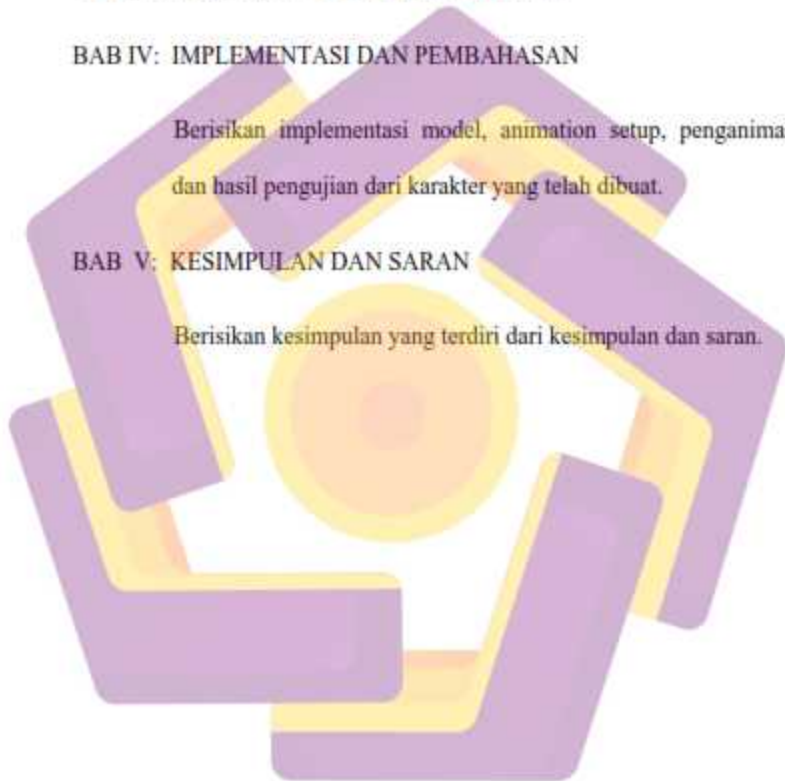 BAB IV: IMPLEMENTASI DAN PEMBAHASAN
Berisikan implementasi model, animation setup, penganima
dan hasil pengujian dari karakter yang telah dibuat.
BAB V: KESIMPULAN DAN SARAN
Berisikan kesimpulan yang terdiri dari kesimpulan dan saran.